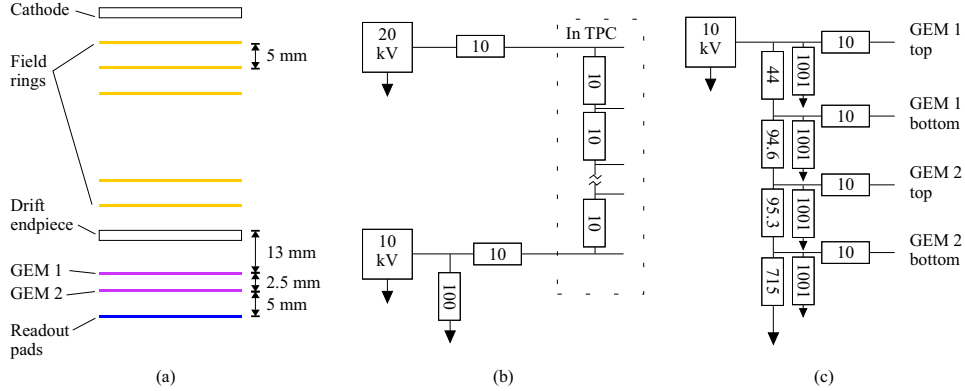 Cathode
Field
rings
5 mm
Drift
endpiece
13 mm
GEM 1
2.5 mm
GEM 2
5 mm
Readout
pads
(a)
20
kV
10
In TPC
10
10
10
10
kV
10
100
(b)
10
kV
10
GEM 1
top
44
1001
10
GEM 1
bottom
94.6
1001
10
GEM 2
top
95.3
1001
10
GEM 2
bottom
715
1001
(c)